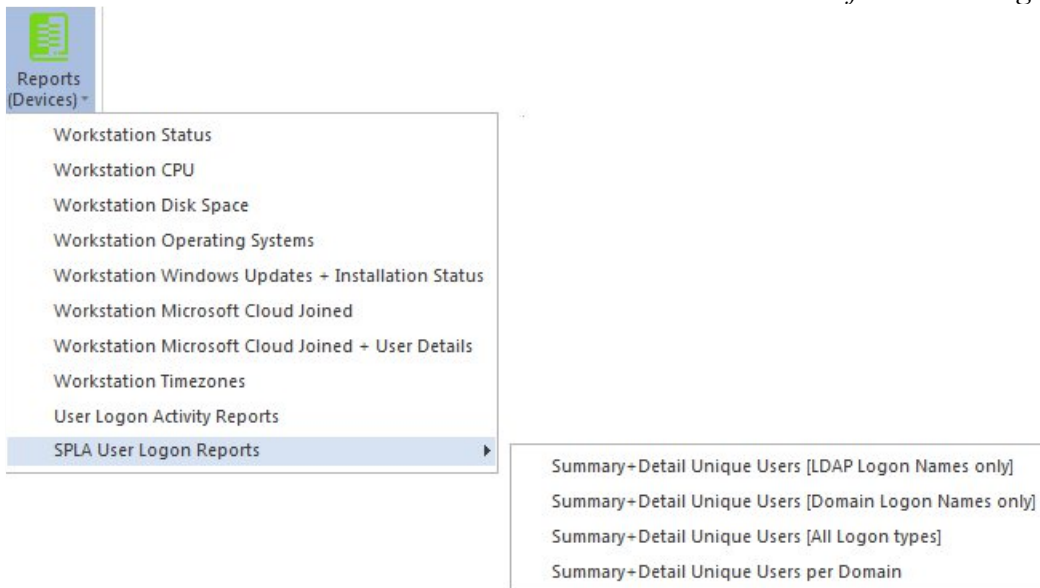 Reports
(Devices)
Workstation Status
Workstation CPU
Workstation Disk Space
Workstation Operating Systems
Workstation Windows Updates + Installation Status
Workstation Microsoft Cloud Joined
Workstation Microsoft Cloud Joined + User Details
Workstation Timezones
User Logon Activity Reports
SPLA User Logon Reports
Summary+Detail Unique Users [LDAP Logon Names only]
Summary+Detail Unique Users [Domain Logon Names only]
Summary+Detail Unique Users [All Logon types]
Summary+Detail Unique Users per Domain